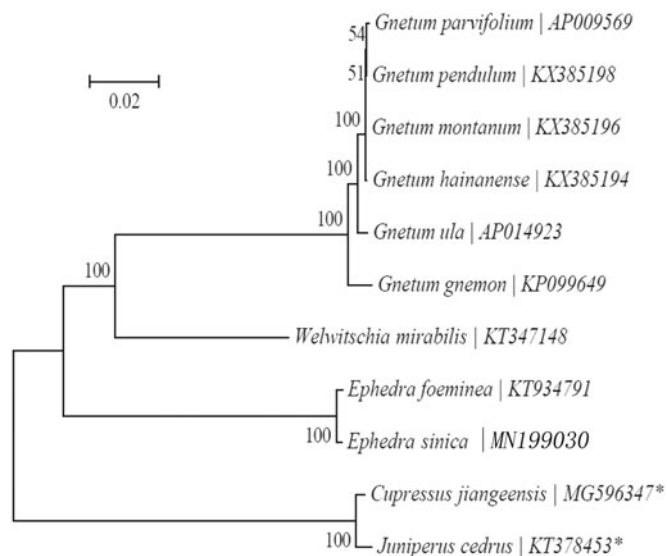 54
Gnetum parvifolium | AP009569
51
Gnetum pendulum | KX385198
0.02
100
Gnetum montanum | KX385196
100
Gnetum hainanense | KX385194
100
Gnetum ula | AP014923
100
Gnetum gnemon | KP099649
Welwitschia mirabilis | KT347148
Ephedra foeminea | KT934791
100
Ephedra sinica | MN199030
Cupressus jiangeensis | MG596347*
100
Juniperus cedrus | KT378453*